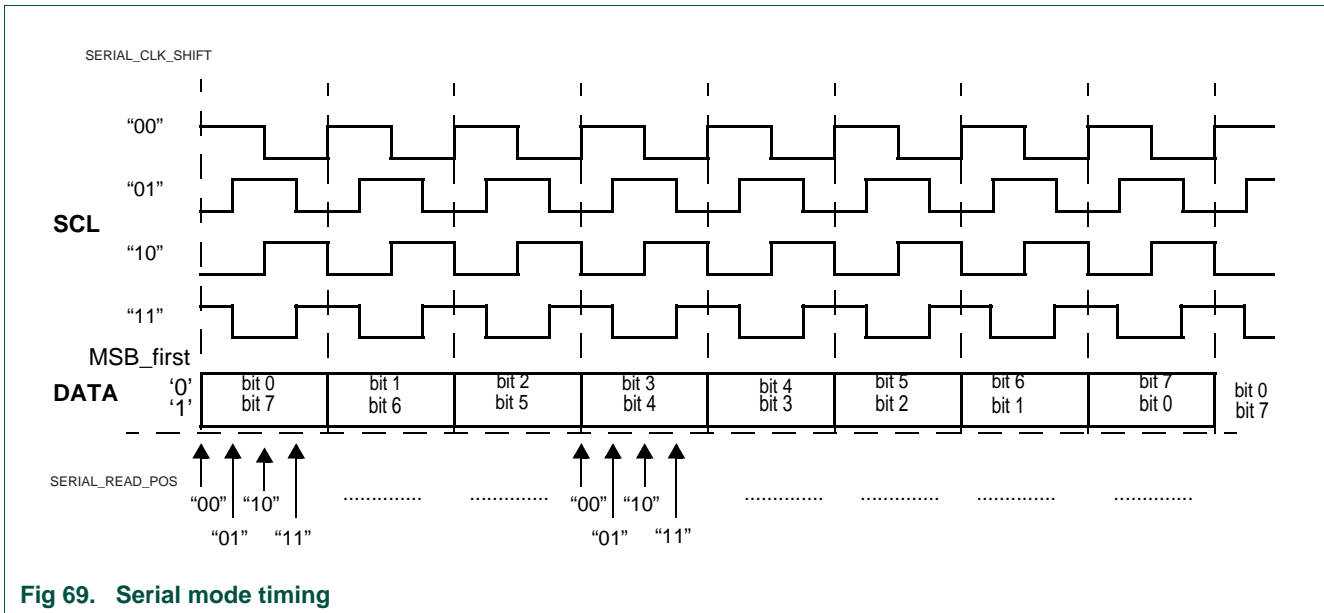 SERIAL_CLK_SHIFT
“00”
“01”
SCL
“10”
“11”
MSB_first
DATA
‘0’ bit 0 bit 1 bit 2 bit 3 bit 4 bit 5 bit 6 bit 7 bit 0
‘1’ bit 7 bit 6 bit 5 bit 4 bit 3 bit 2 bit 1 bit 0 bit 7
SERIAL_READ_POS
“00” “10” .............. .............. “00” “10” .............. .............. .............. ..............
“01” “11” “01” “11”
Fig 69. Serial mode timing